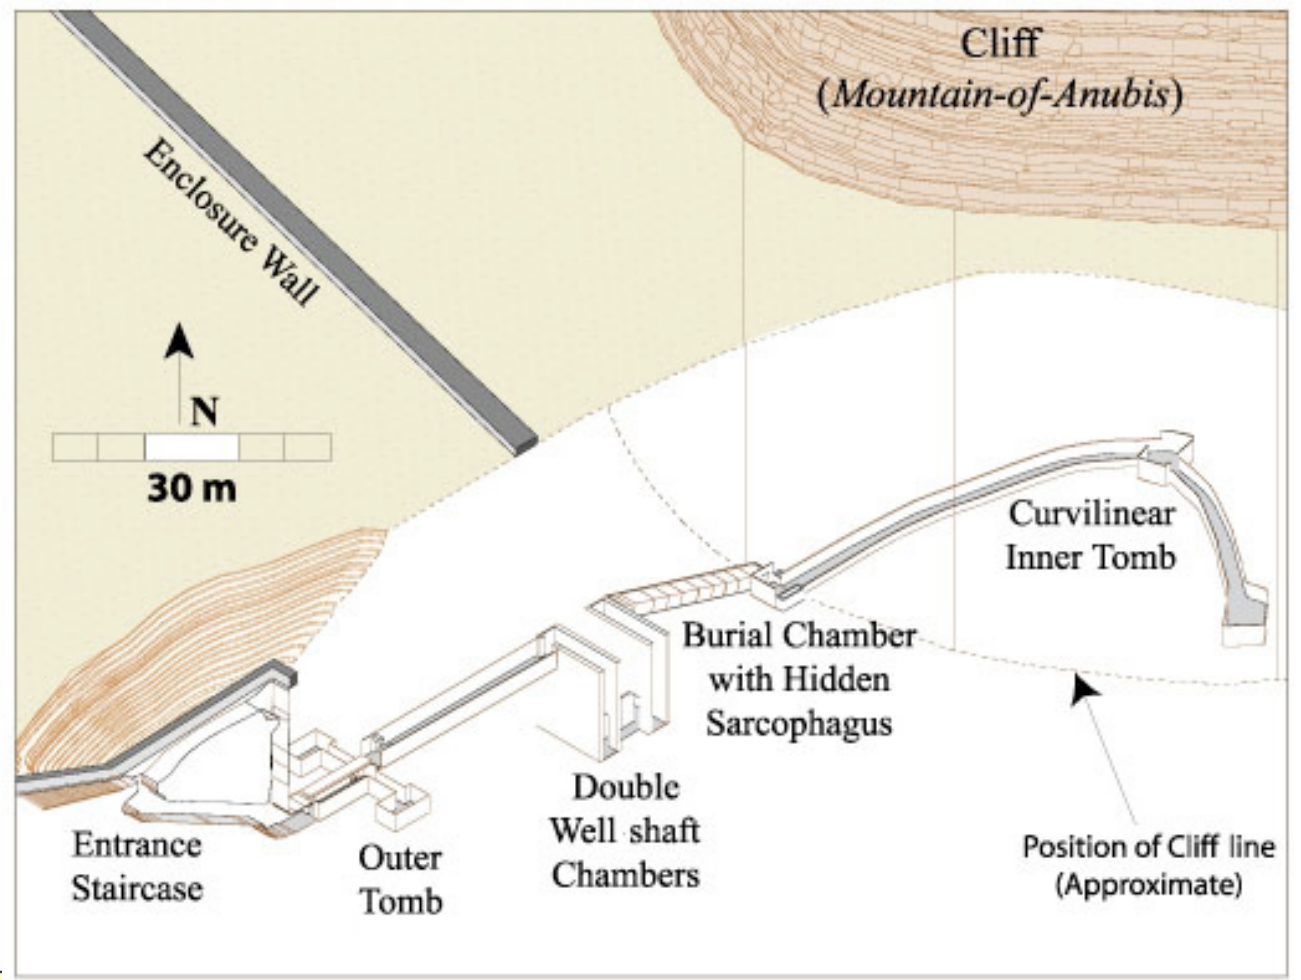 Cliff
(Mountain-of-Anubis)
Enclosure Wall
N
30 m
Curvilinear
Inner Tomb
Burial Chamber
with Hidden
Sarcophagus
Double
Well shaft
Chambers
Position of Cliff line
(Approximate)
Entrance
Staircase
Outer
Tomb